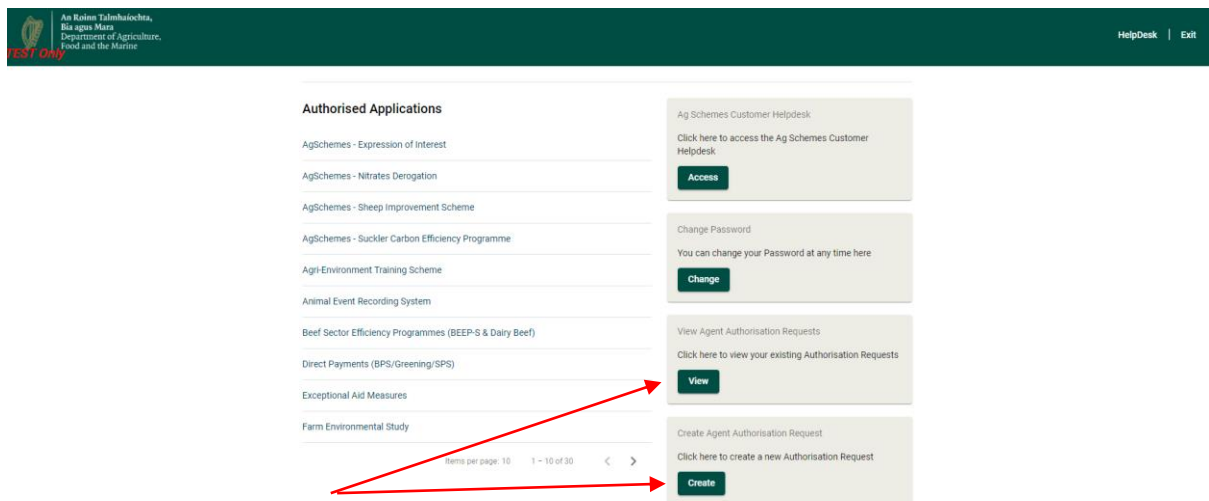 An Roinn Talmhaíochta,
Bia agus Mara
Department of Agriculture,
Food and the Marine
TEST Only
HelpDesk | Exit
Authorised Applications
AgSchemes - Expression of Interest
AgSchemes - Nitrates Derogation
AgSchemes - Sheep Improvement Scheme
AgSchemes - Suckler Carbon Efficiency Programme
Agri-Environment Training Scheme
Animal Event Recording System
Beef Sector Efficiency Programmes (BEEP-S & Dairy Beef)
Direct Payments (BPS/Greening/SPS)
Exceptional Aid Measures
Farm Environmental Study
Items per page: 10 1 – 10 of 30 < >
Ag Schemes Customer Helpdesk
Click here to access the Ag Schemes Customer
Helpdesk
Access
Change Password
You can change your Password at any time here
Change
View Agent Authorisation Requests
Click here to view your existing Authorisation Requests
View
Create Agent Authorisation Request
Click here to create a new Authorisation Request
Create